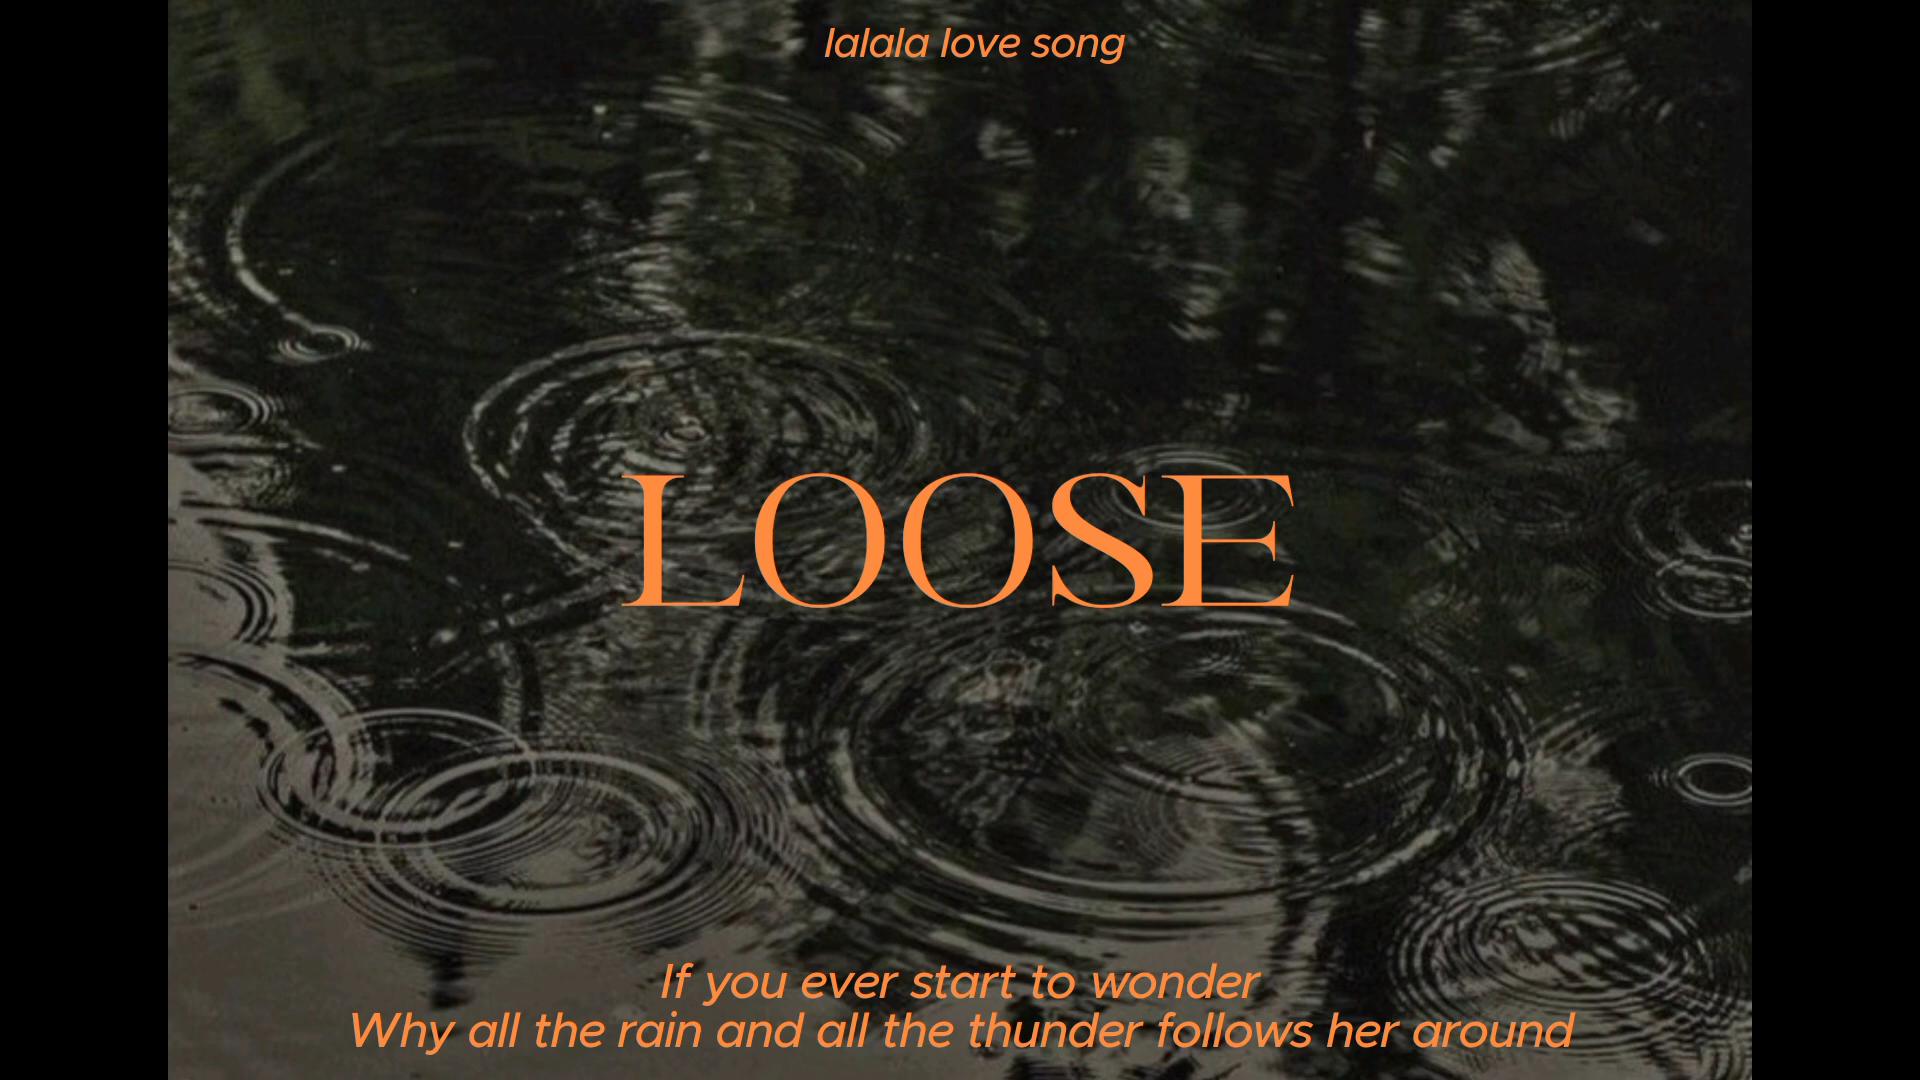 lalala love song
LOOSE
If you ever start to wonder
Why all the rain and all the thunder follows her around